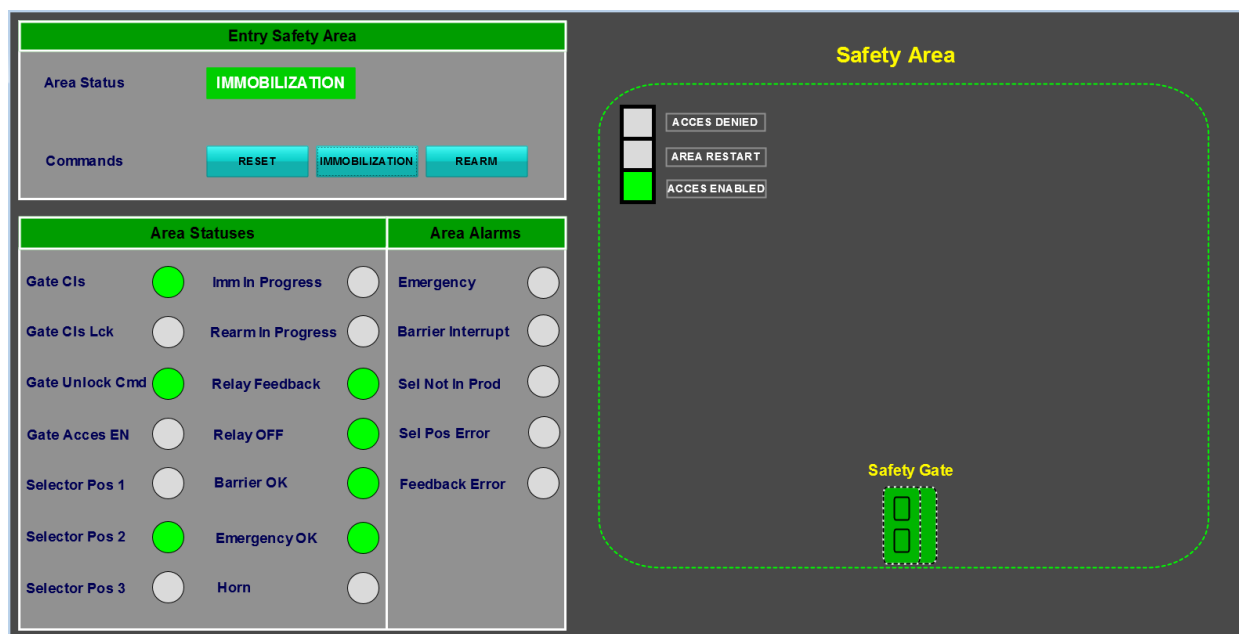 Entry Safety Area
Area Status
IMMOBILIZATION
Commands
RESET
IMMOBILIZATION
REARM
Area Statuses
Area Alarms
Gate Cls
Imm In Progress
Emergency
Gate Cls Lck
Rearm In Progress
Barrier Interrupt
Gate Unlock Cmd
Relay Feedback
Sel Not In Prod
Gate Acces EN
Relay OFF
Sel Pos Error
Selector Pos 1
Barrier OK
Feedback Error
Selector Pos 2
Emergency OK
Selector Pos 3
Horn
Safety Area
ACCES DENIED
AREA RESTART
ACCES ENABLED
Safety Gate